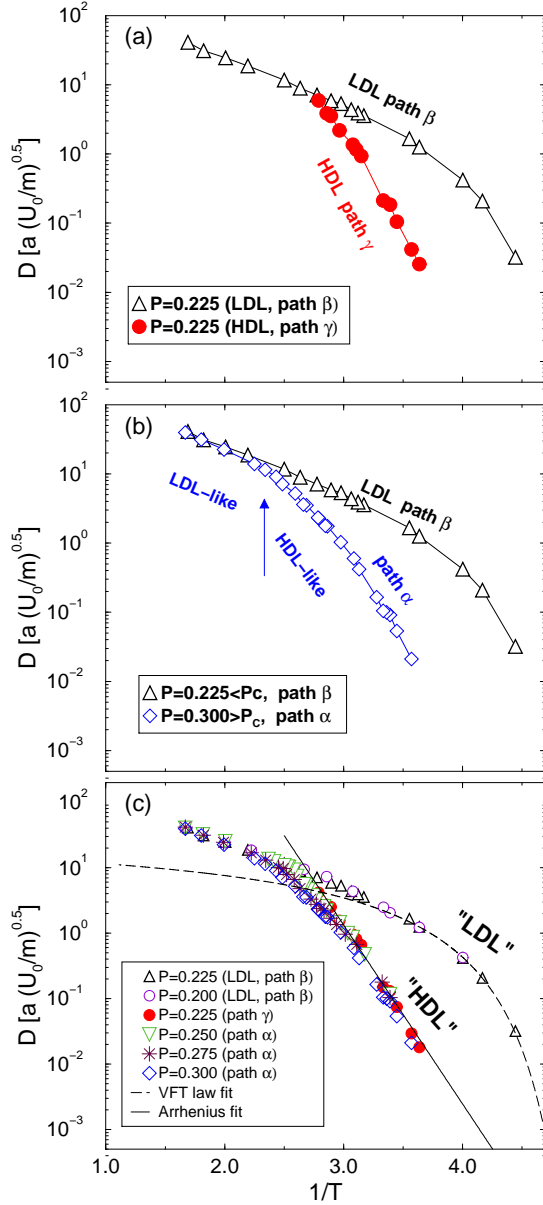 (a)
10²
10¹
10⁰
10⁻¹
10⁻²
10⁻³
D [a (U₀/m)^0.5]
LDL path β
HDL path γ
P=0.225 (LDL, path β)
P=0.225 (HDL, path γ)
(b)
10²
10¹
10⁰
10⁻¹
10⁻²
10⁻³
D [a (U₀/m)^0.5]
LDL path β
LDL−like
HDL−like
path α
P=0.225<Pc, path β
P=0.300>P_C, path α
(c)
10²
10¹
10⁰
10⁻¹
10⁻²
10⁻³
D [a (U₀/m)^0.5]
"LDL"
"HDL"
P=0.225 (LDL, path β)
P=0.200 (LDL, path β)
P=0.225 (path γ)
P=0.250 (path α)
P=0.275 (path α)
P=0.300 (path α)
VFT law fit
Arrhenius fit
1.0 2.0 3.0 4.0
1/T